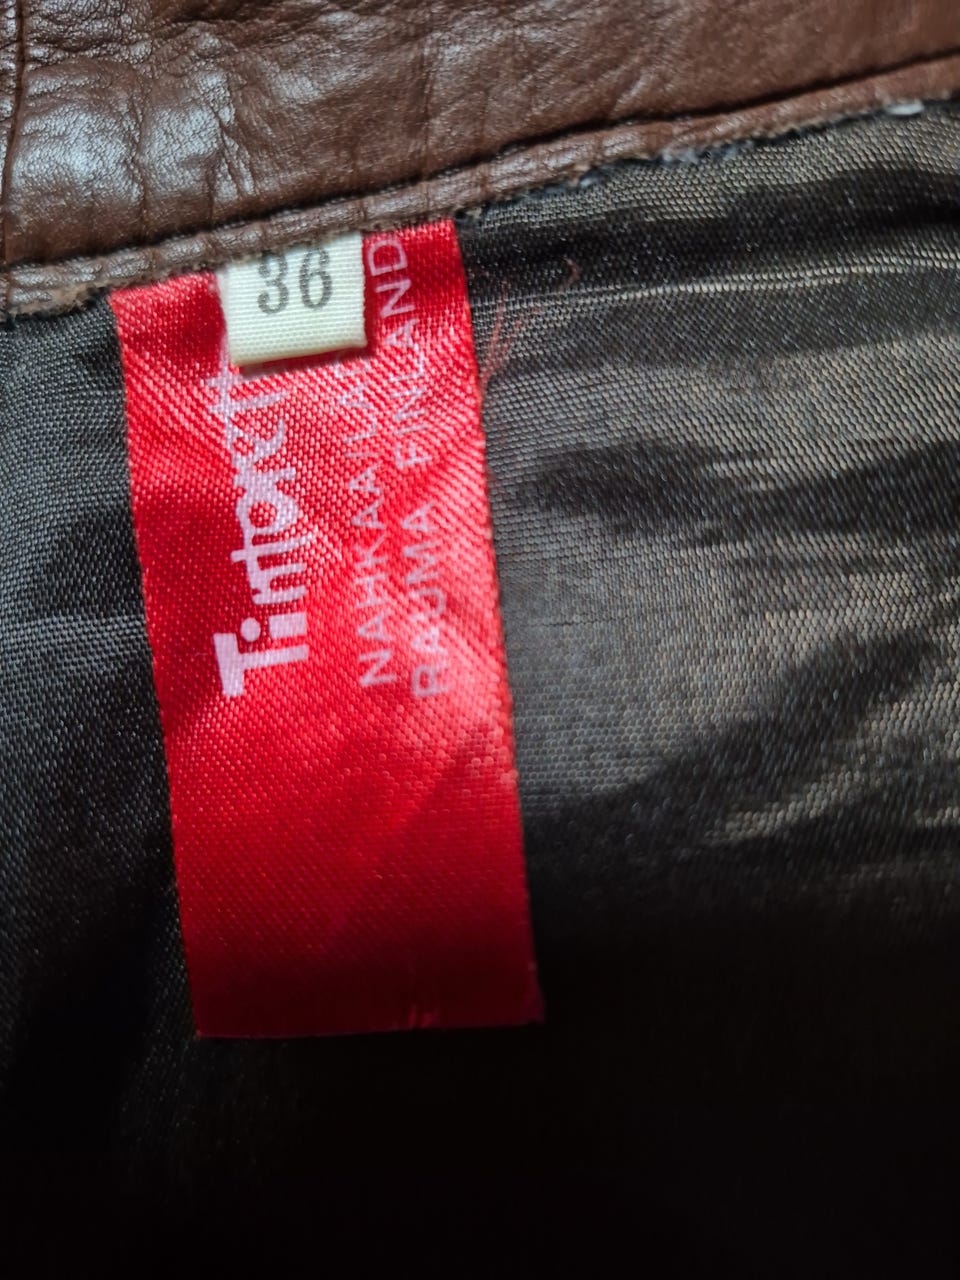 36
Timport
NAHKAA
RAUMA FINLAND